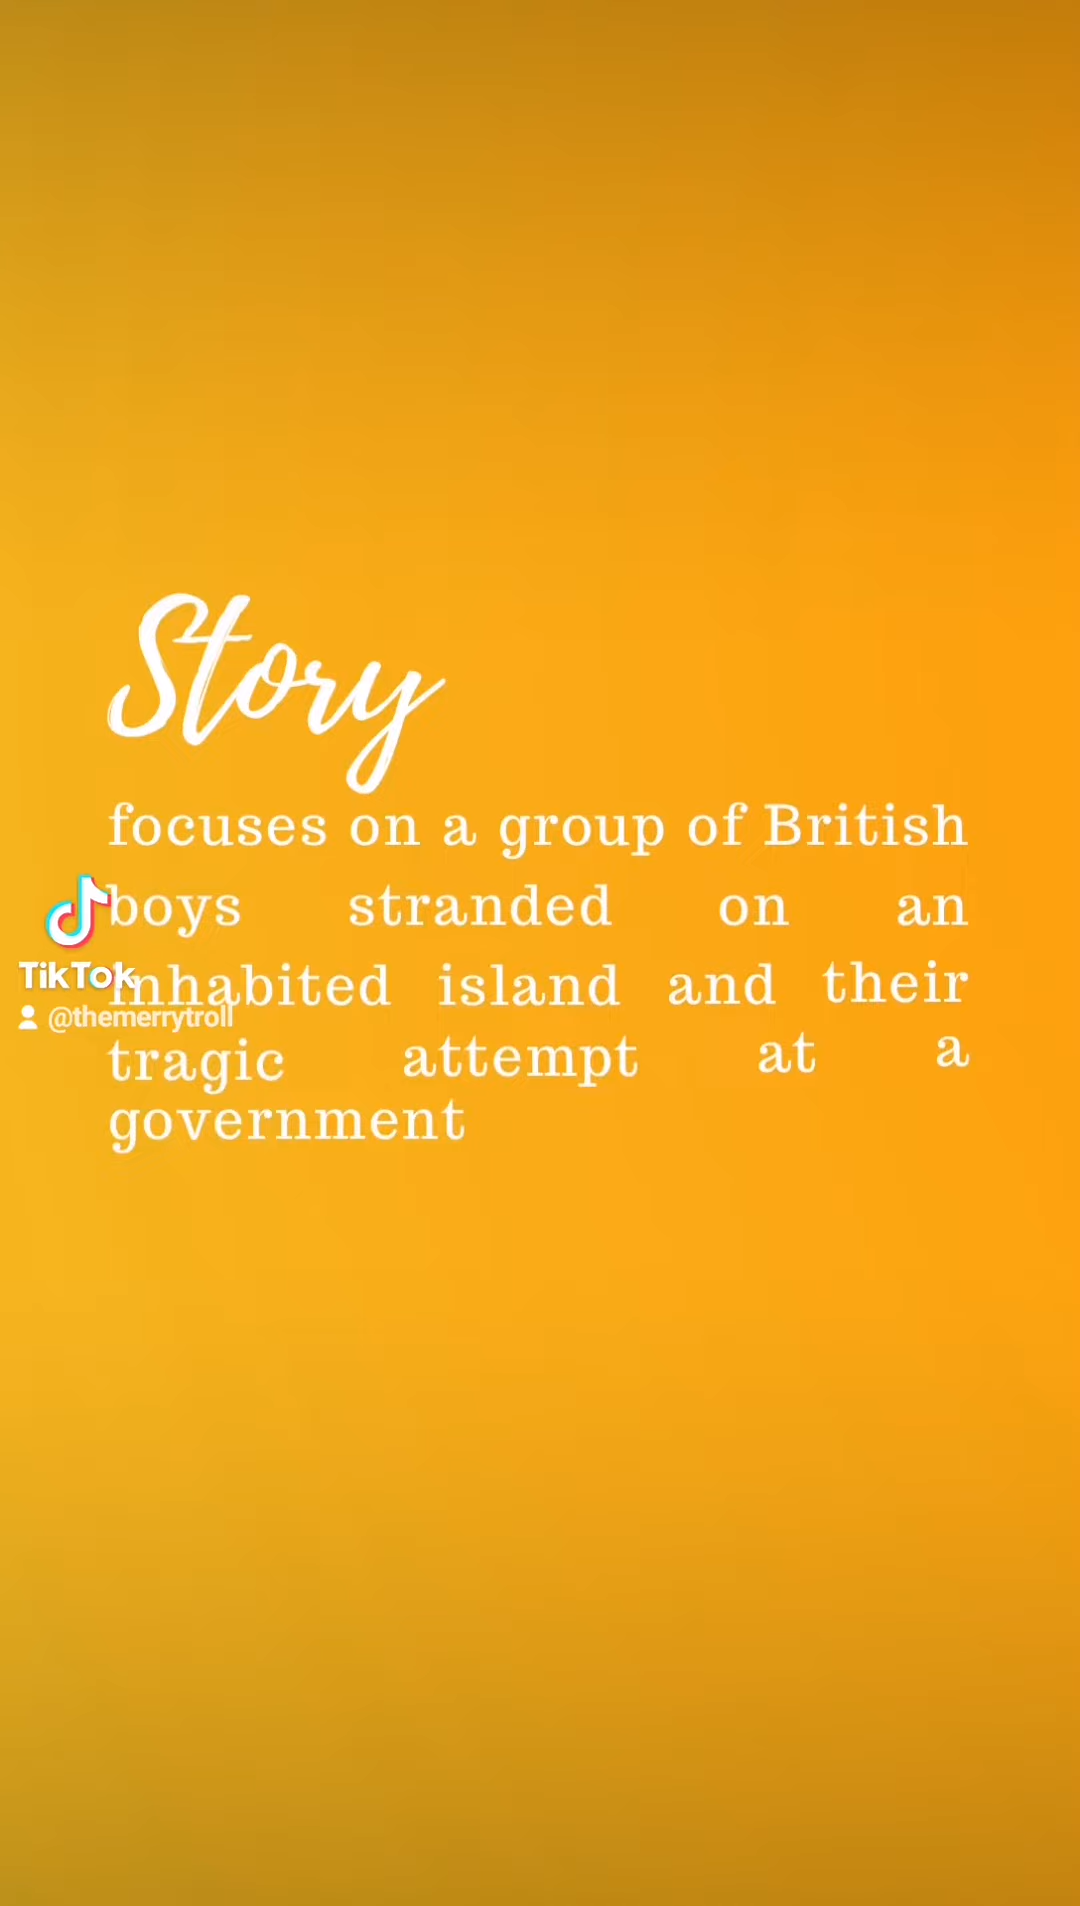 Story
focuses on a group of British
boys stranded on an
inhabited island and their
tragic attempt at a
government
TikTok
@themerrytroll